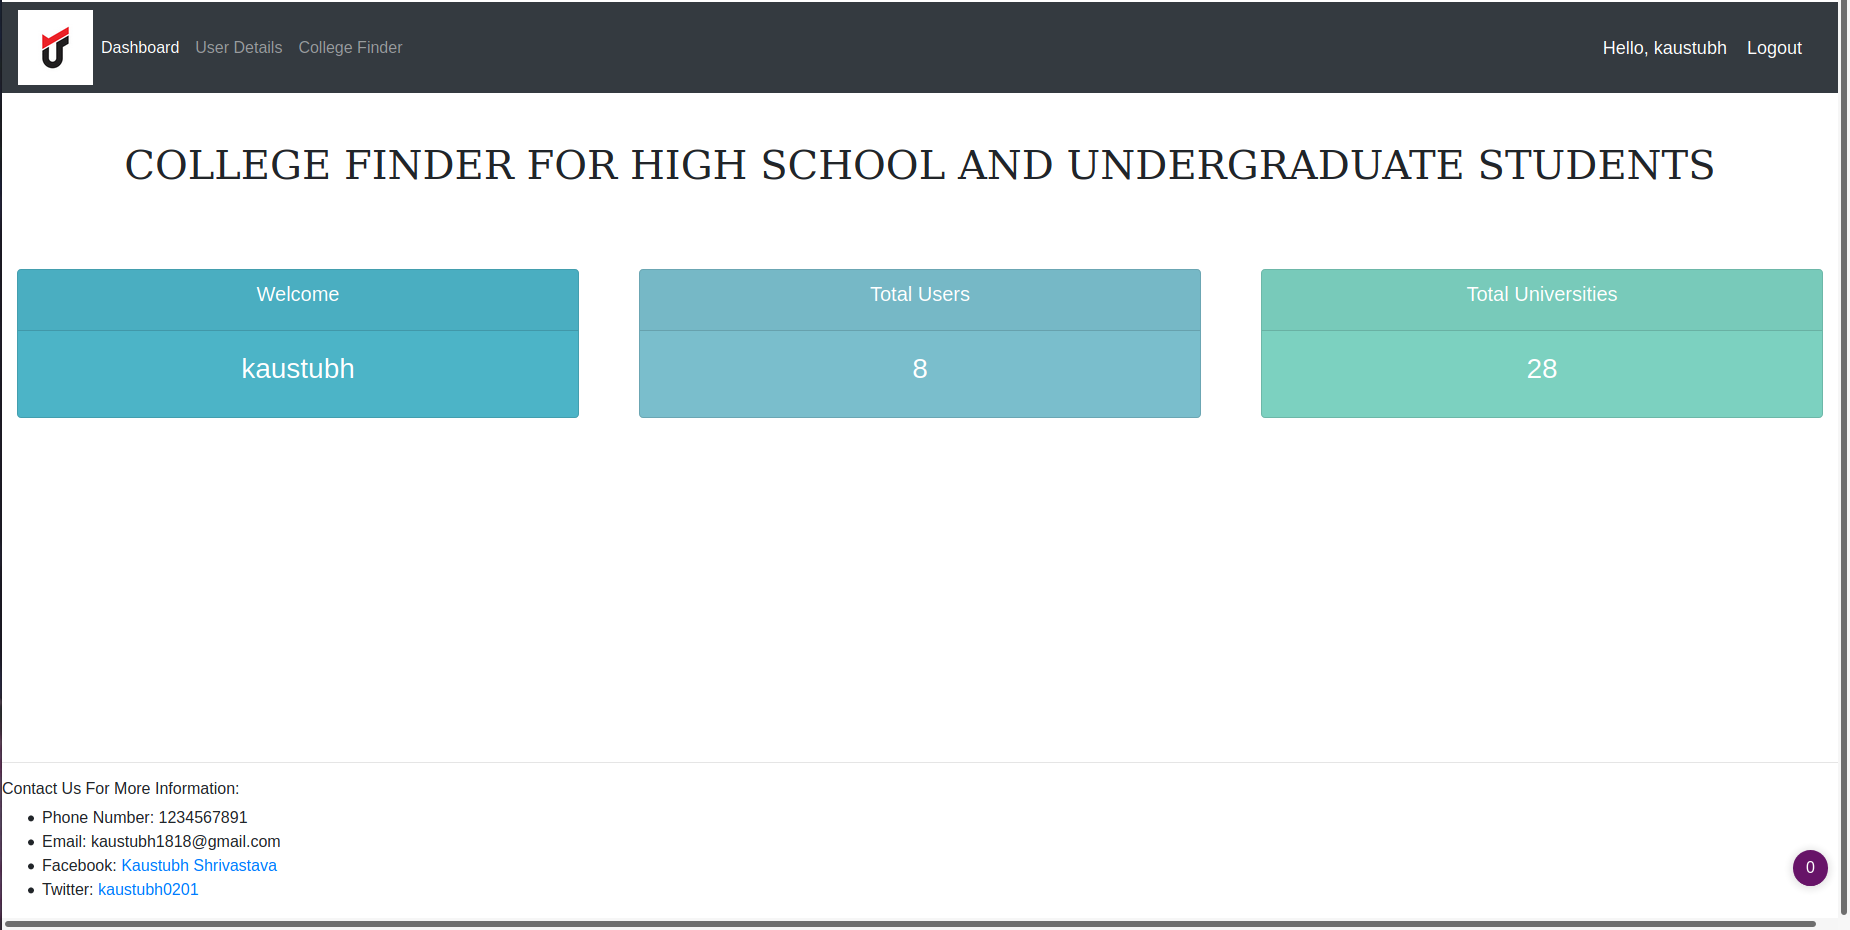 Dashboard User Details College Finder Hello, kaustubh Logout
COLLEGE FINDER FOR HIGH SCHOOL AND UNDERGRADUATE STUDENTS
Welcome
kaustubh
Total Users
8
Total Universities
28
Contact Us For More Information:
Phone Number: 1234567891
Email: kaustubh1818@gmail.com
Facebook: Kaustubh Shrivastava
Twitter: kaustubh0201
0